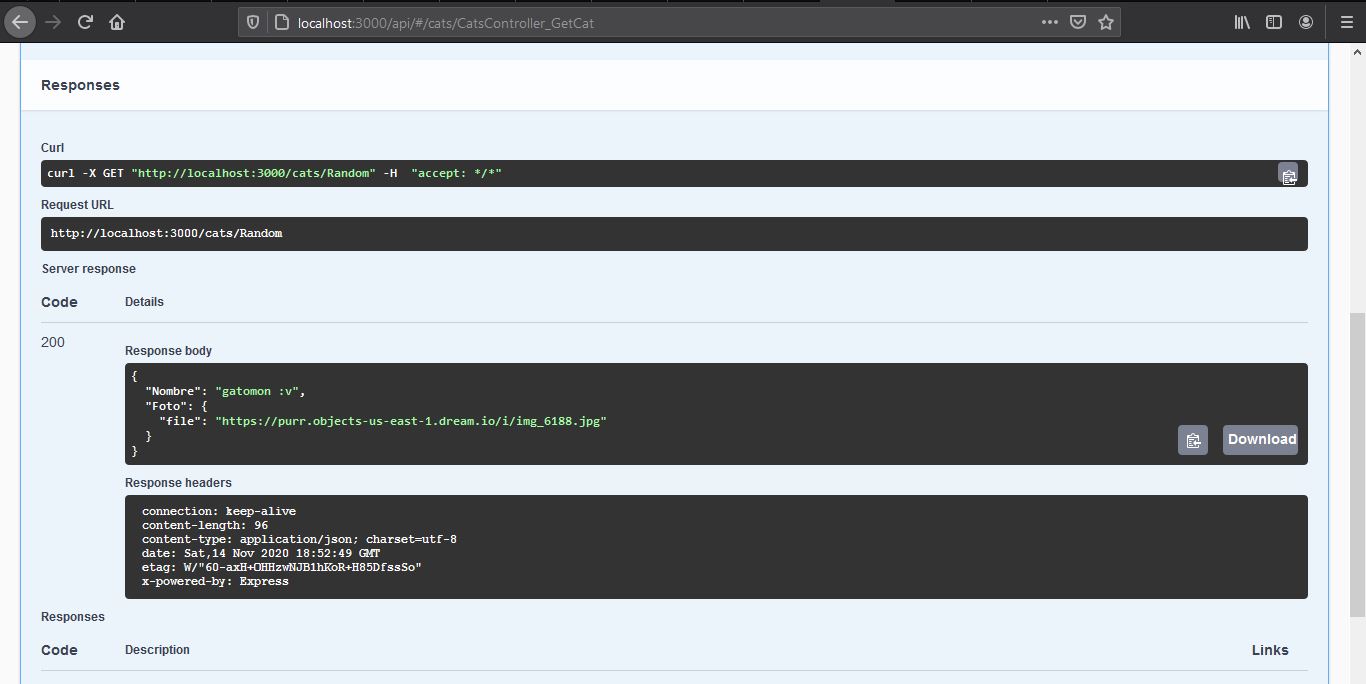 localhost:3000/api/#/cats/CatsController_GetCat
Responses
Curl
curl -X GET "http://localhost:3000/cats/Random" -H  "accept: */*"
Request URL
http://localhost:3000/cats/Random
Server response
Code Details
200
Response body
{
  "Nombre": "gatomon :v",
  "Foto": {
    "file": "https://purr.objects-us-east-1.dream.io/i/img_6188.jpg"
  }
}
Download
Response headers
connection: keep-alive
content-length: 96
content-type: application/json; charset=utf-8
date: Sat,14 Nov 2020 18:52:49 GMT
etag: W/"60-axH+OHHzwNJB1hKoR+H85DfssSo"
x-powered-by: Express
Responses
Code Description Links